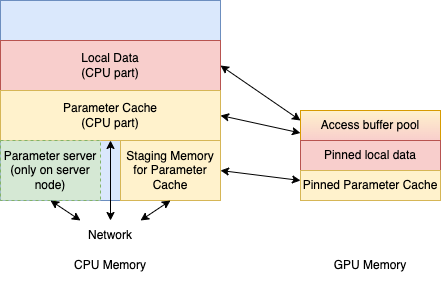 Local Data
(CPU part)
Parameter Cache
(CPU part)
Parameter server
(only on server
node)
Staging Memory
for Parameter
Cache
Access buffer pool
Pinned local data
Pinned Parameter Cache
Network
CPU Memory
GPU Memory